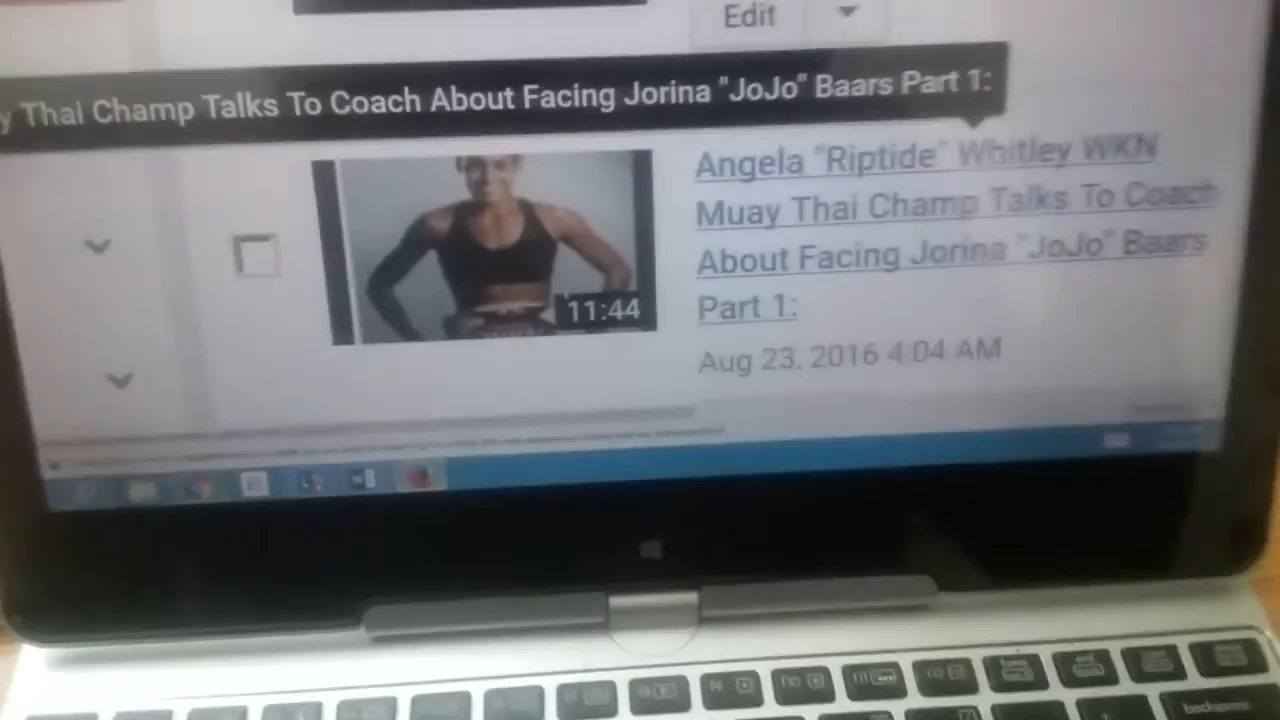 Edit
y Thai Champ Talks To Coach About Facing Jorina "JoJo" Baars Part 1:
Angela "Riptide" Whitley WKN
Muay Thai Champ Talks To Coach
About Facing Jorina "JoJo" Baars
Part 1:
11:44
Aug 23, 2016 4:04 AM
backspace